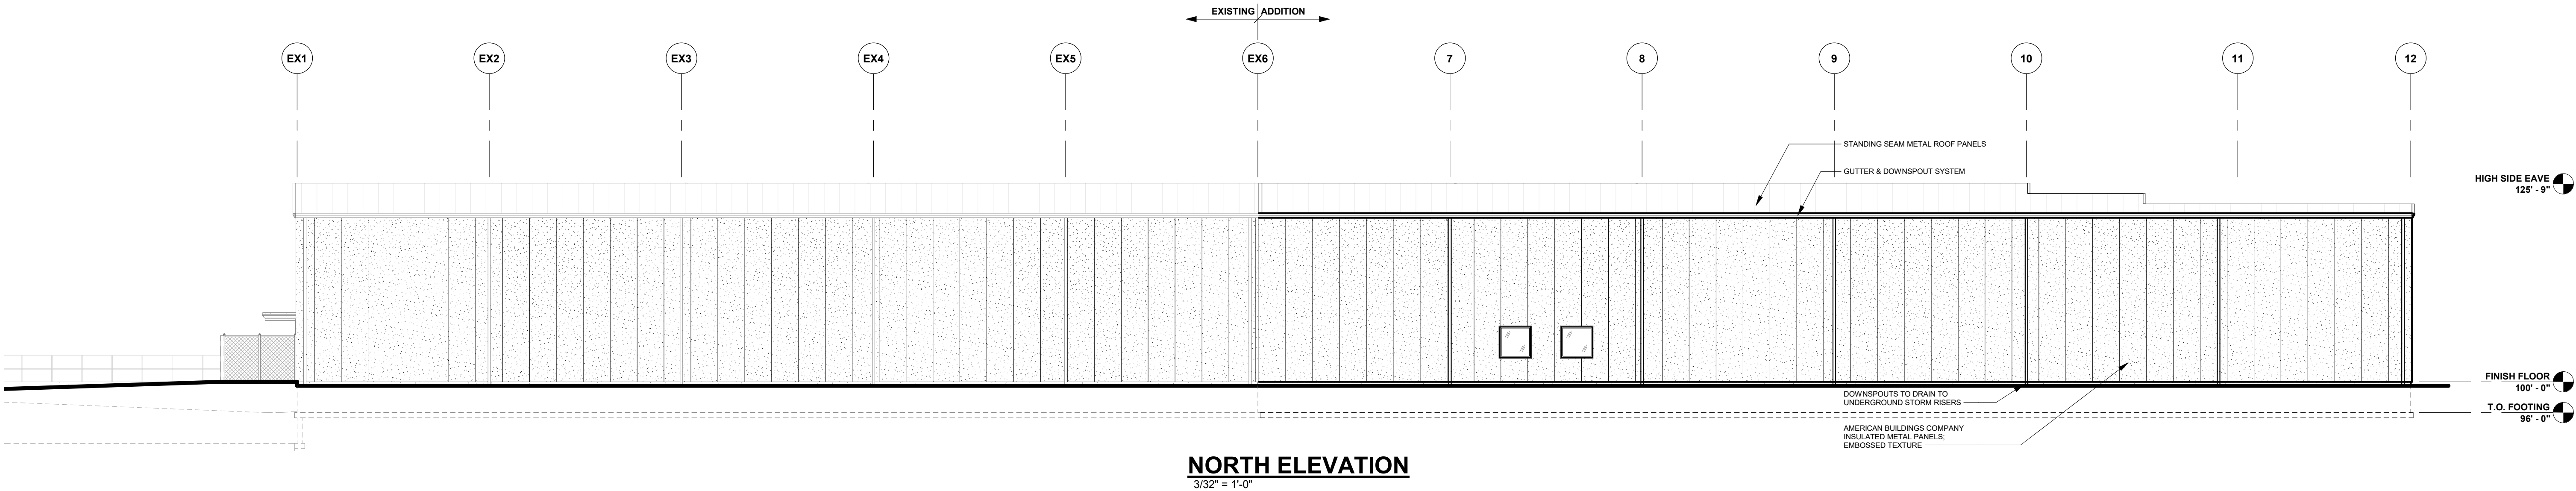 EXISTING ADDITION
EX1 EX2 EX3 EX4 EX5 EX6 7 8 9 10 11 12
STANDING SEAM METAL ROOF PANELS
GUTTER & DOWNSPOUT SYSTEM
HIGH SIDE EAVE
125' - 9"
FINISH FLOOR
100' - 0"
DOWNSPOUTS TO DRAIN TO
UNDERGROUND STORM RISERS
T.O. FOOTING
96' - 0"
AMERICAN BUILDINGS COMPANY
INSULATED METAL PANELS;
EMBOSSED TEXTURE
NORTH ELEVATION
3/32" = 1'-0"